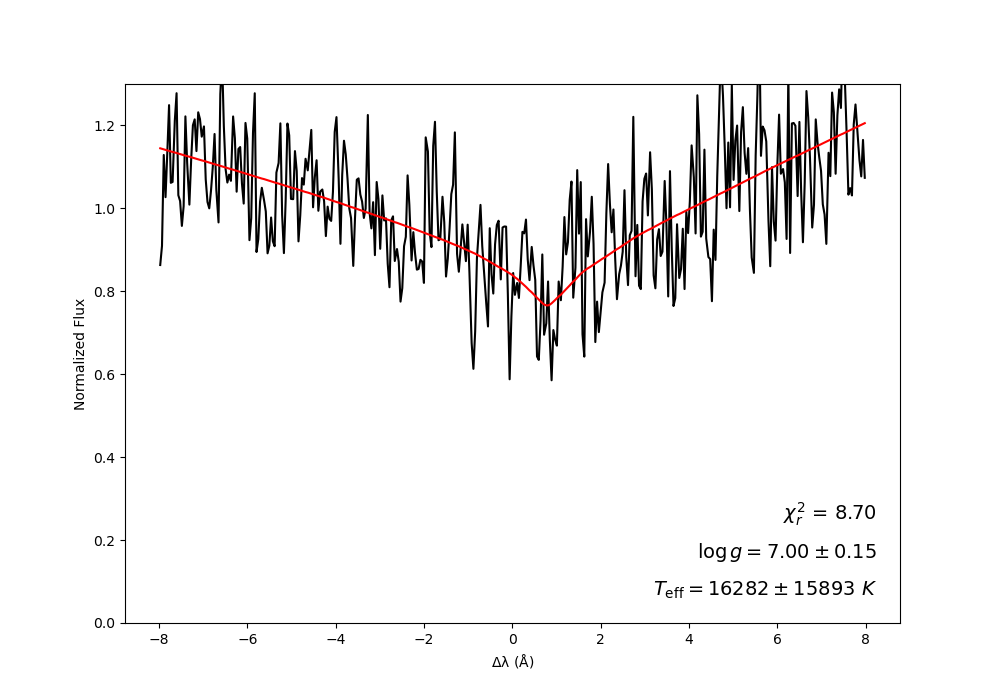 1.2
1.0
0.8
0.6
0.4
0.2
0.0
Normalized Flux
χ²ᵣ = 8.70
log g = 7.00 ± 0.15
T_eff = 16282 ± 15893 K
−8 −6 −4 −2 0 2 4 6 8
Δλ (Å)